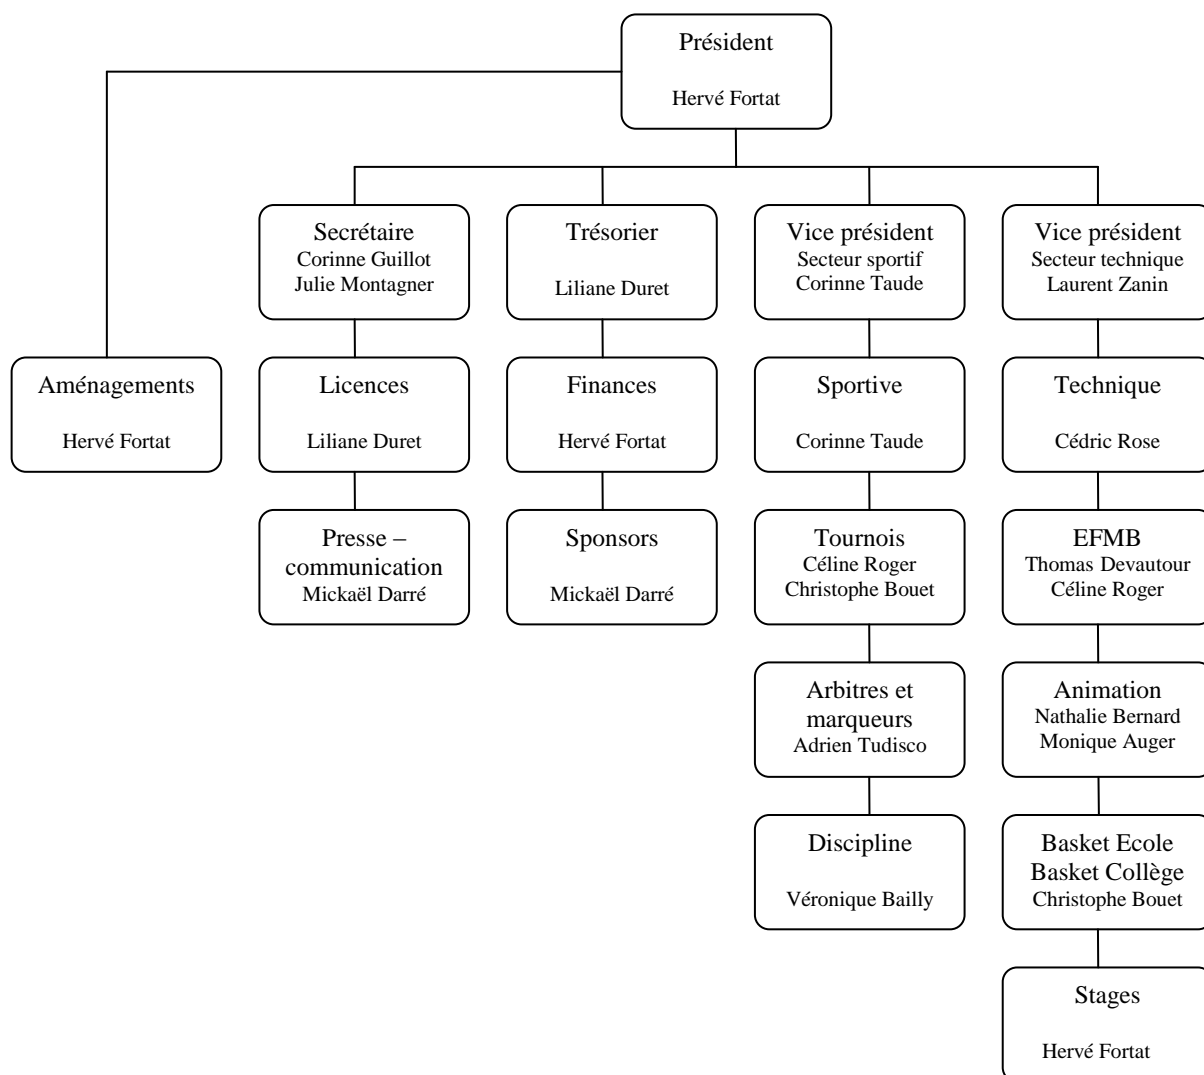 Président
Hervé Fortat
Secrétaire
Corinne Guillot
Julie Montagner
Trésorier
Liliane Duret
Vice président
Secteur sportif
Corinne Taude
Vice président
Secteur technique
Laurent Zanin
Aménagements
Hervé Fortat
Licences
Liliane Duret
Finances
Hervé Fortat
Sportive
Corinne Taude
Technique
Cédric Rose
Presse –
communication
Mickaël Darré
Sponsors
Mickaël Darré
Tournois
Céline Roger
Christophe Bouet
EFMB
Thomas Devautour
Céline Roger
Arbitres et
marqueurs
Adrien Tudisco
Animation
Nathalie Bernard
Monique Auger
Discipline
Véronique Bailly
Basket Ecole
Basket Collège
Christophe Bouet
Stages
Hervé Fortat